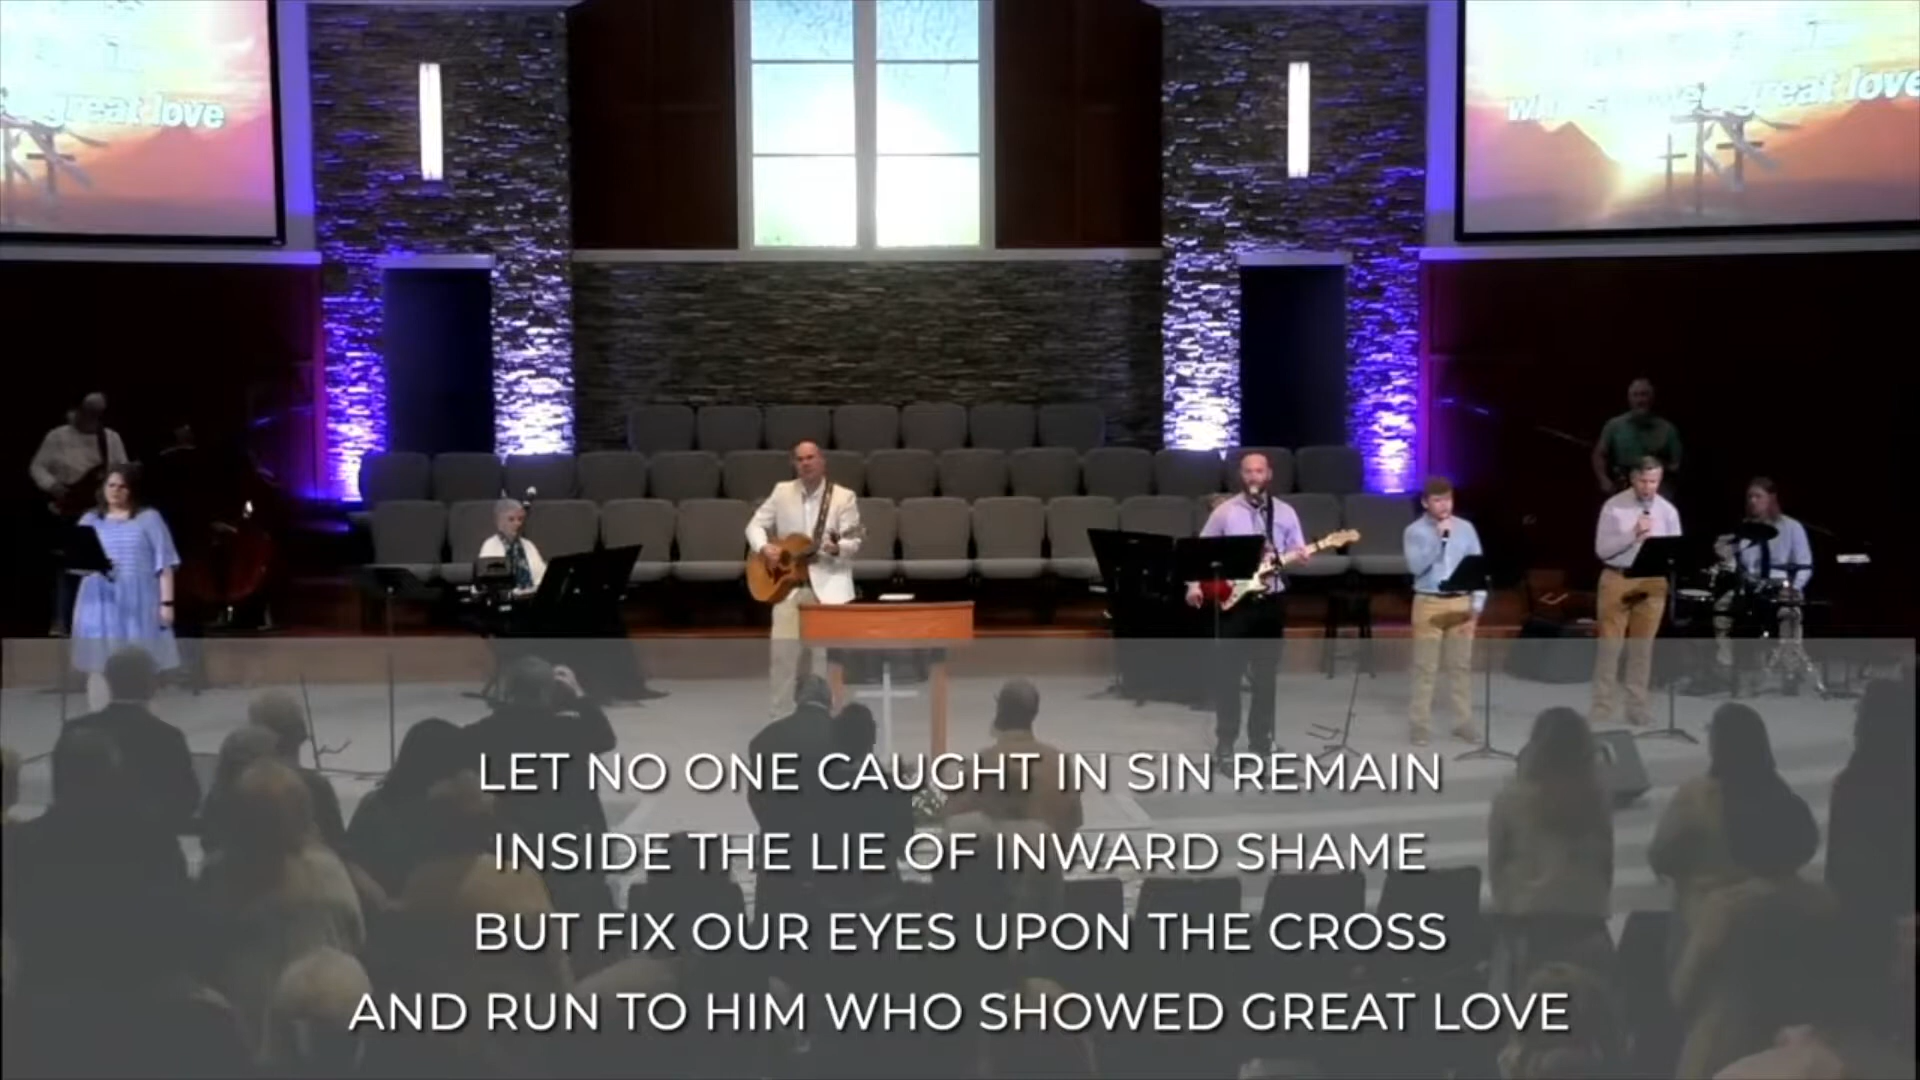 great love
great love
LET NO ONE CAUGHT IN SIN REMAIN
INSIDE THE LIE OF INWARD SHAME
BUT FIX OUR EYES UPON THE CROSS
AND RUN TO HIM WHO SHOWED GREAT LOVE